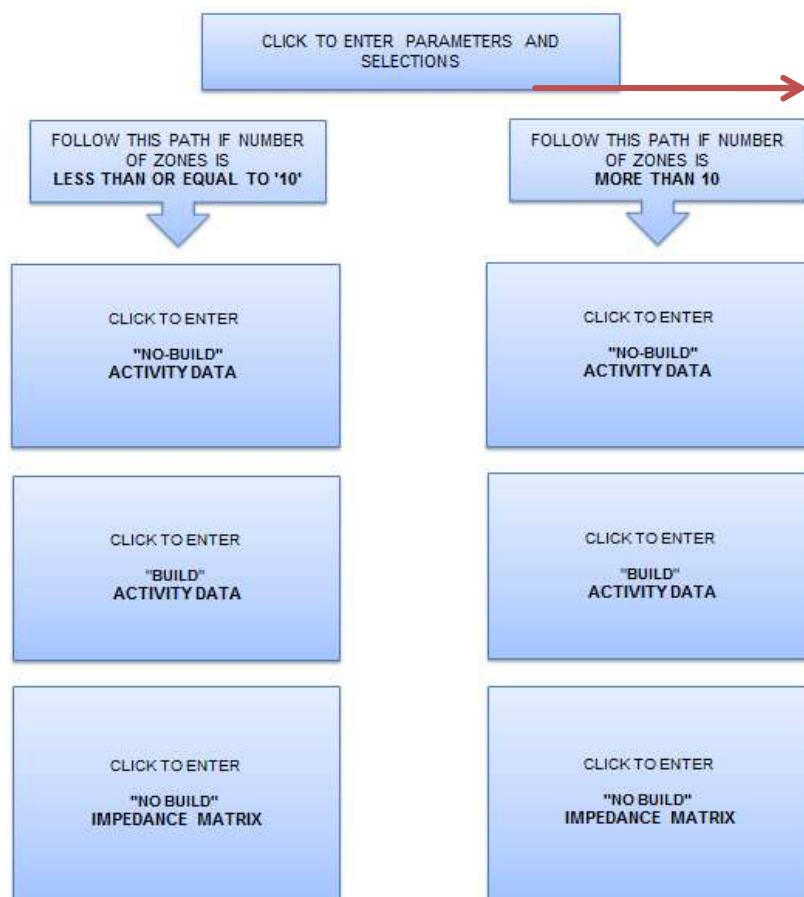 CLICK TO ENTER PARAMETERS AND
SELECTIONS
FOLLOW THIS PATH IF NUMBER
OF ZONES IS
LESS THAN OR EQUAL TO '10'
CLICK TO ENTER
"NO-BUILD"
ACTIVITY DATA
CLICK TO ENTER
"BUILD"
ACTIVITY DATA
CLICK TO ENTER
"NO BUILD"
IMPEDANCE MATRIX
FOLLOW THIS PATH IF NUMBER
OF ZONES IS
MORE THAN 10
CLICK TO ENTER
"NO-BUILD"
ACTIVITY DATA
CLICK TO ENTER
"BUILD"
ACTIVITY DATA
CLICK TO ENTER
"NO BUILD"
IMPEDANCE MATRIX